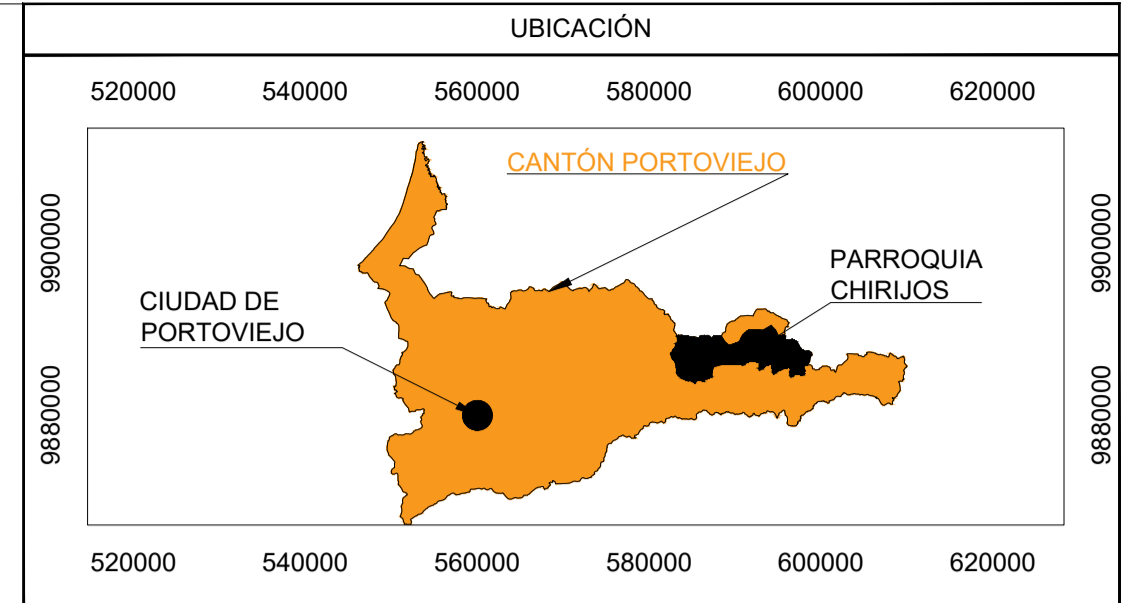 UBICACIÓN
520000 540000 560000 580000 600000 620000
CANTÓN PORTOVIEJO
9900000
9900000
PARROQUIA
CHIRIJOS
CIUDAD DE
PORTOVIEJO
9880000
9880000
520000 540000 560000 580000 600000 620000